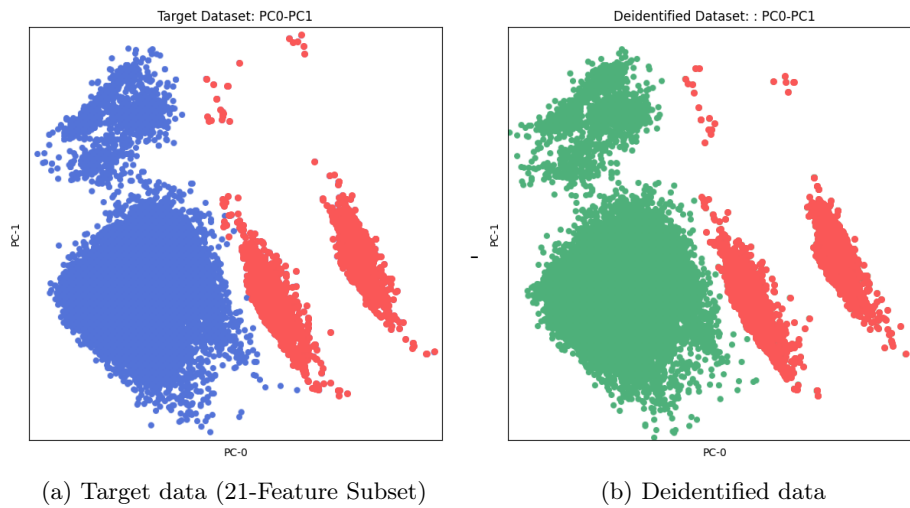 Target Dataset: PC0-PC1
PC-1
PC-0
(a) Target data (21-Feature Subset)
Deidentified Dataset: : PC0-PC1
PC-1
PC-0
(b) Deidentified data